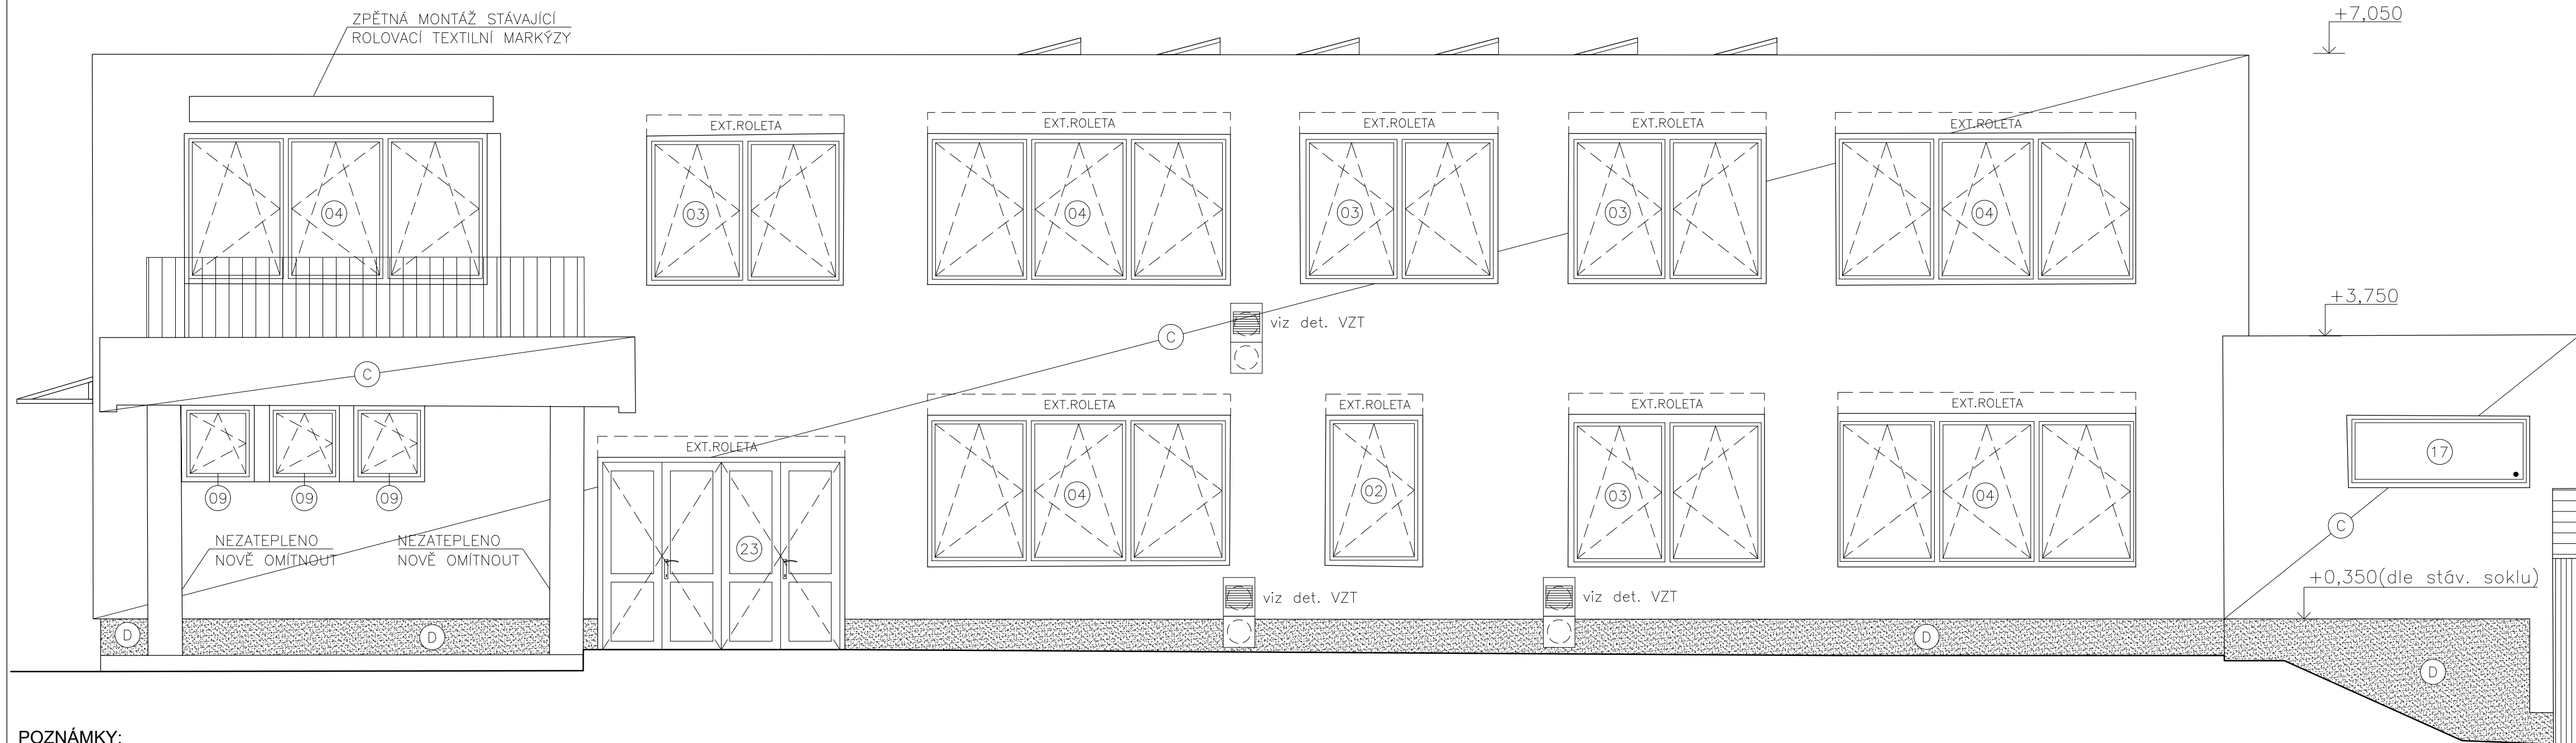 ZPĚTNÁ MONTÁŽ STÁVAJÍCÍ
ROLOVACÍ TEXTILNÍ MARKÝZY
+7,050
EXT.ROLETA
EXT.ROLETA
EXT.ROLETA
EXT.ROLETA
EXT.ROLETA
04
03
04
03
03
04
+3,750
viz det. VZT
C
C
EXT.ROLETA
EXT.ROLETA
EXT.ROLETA
EXT.ROLETA
EXT.ROLETA
17
09
09
09
04
02
03
04
C
23
NEZATEPLENO
NOVĚ OMÍTNOUT
NEZATEPLENO
NOVĚ OMÍTNOUT
+0,350(dle stáv. soklu)
viz det. VZT
viz det. VZT
D
D
D
D
POZNÁMKY: